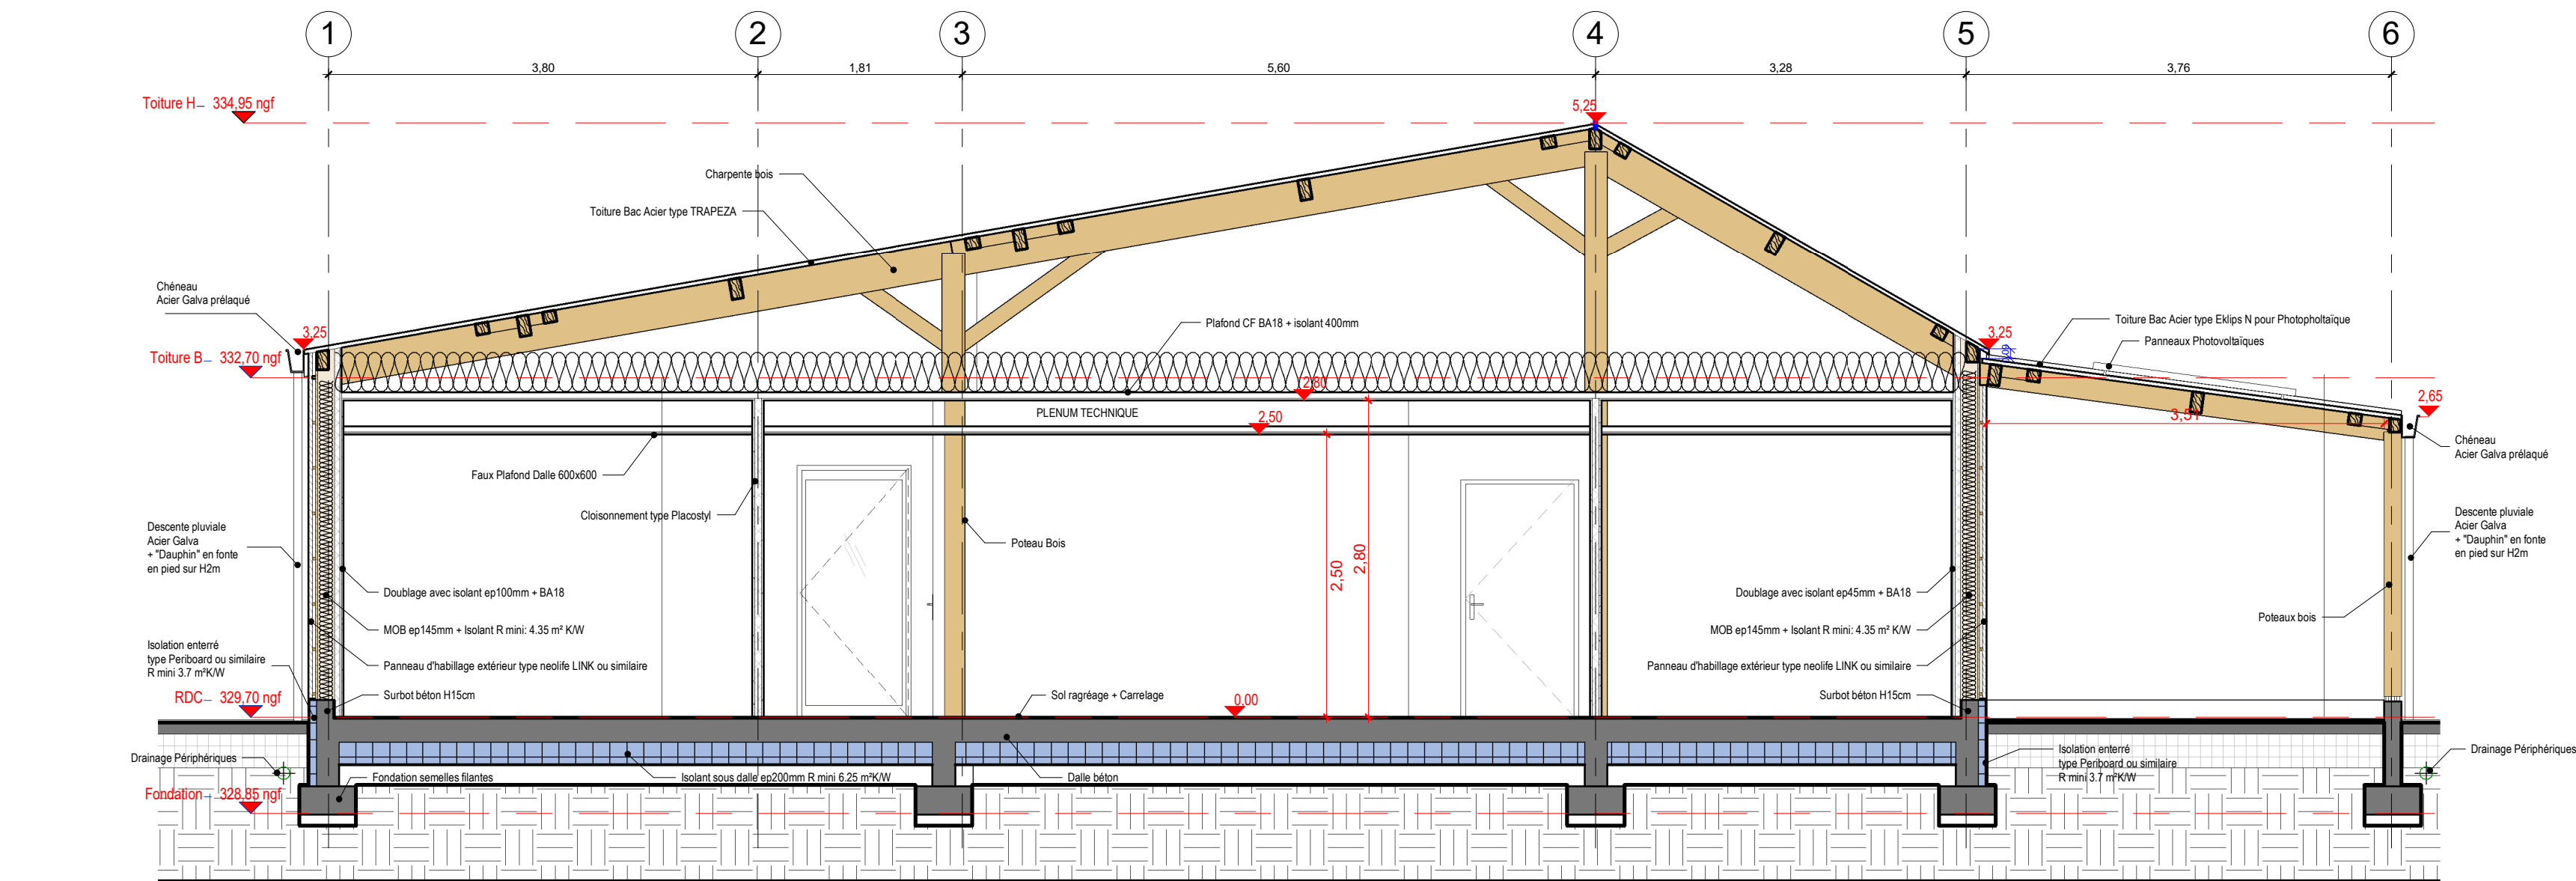 1
2
3
4
5
6
3,80
1,81
5,60
3,28
3,76
Toiture H
334,95 ngf
5,25
Charpente bois
Toiture Bac Acier type TRAPEZA
Chéneau
Acier Galva prélaqué
3,25
Plafond CF BA18 + isolant 400mm
3,25
Toiture Bac Acier type Eklips N pour Photopholtaïque
Panneaux Photovoltaïques
Toiture B
332,70 ngf
2,80
2,65
PLENUM TECHNIQUE
2,50
3,51
Chéneau
Acier Galva prélaqué
Faux Plafond Dalle 600x600
Cloisonnement type Placostyl
Descente pluviale
Acier Galva
+ "Dauphin" en fonte
en pied sur H2m
Poteau Bois
2,50
2,80
Descente pluviale
Acier Galva
+ "Dauphin" en fonte
en pied sur H2m
Doublage avec isolant ep100mm + BA18
Doublage avec isolant ep45mm + BA18
Poteaux bois
MOB ep145mm + Isolant R mini: 4.35 m² K/W
MOB ep145mm + Isolant R mini: 4.35 m² K/W
Isolation enterré
type Periboard ou similaire
R mini 3.7 m²K/W
Panneau d'habillage extérieur type neolife LINK ou similaire
Panneau d'habillage extérieur type neolife LINK ou similaire
RDC
329,70 ngf
Surbot béton H15cm
Sol ragréage + Carrelage
0,00
Surbot béton H15cm
Drainage Périphériques
Fondation semelles filantes
Isolant sous dalle ep200mm R mini 6.25 m²K/W
Dalle béton
Isolation enterré
type Periboard ou similaire
R mini 3.7 m²K/W
Drainage Périphériques
Fondation
328,85 ngf